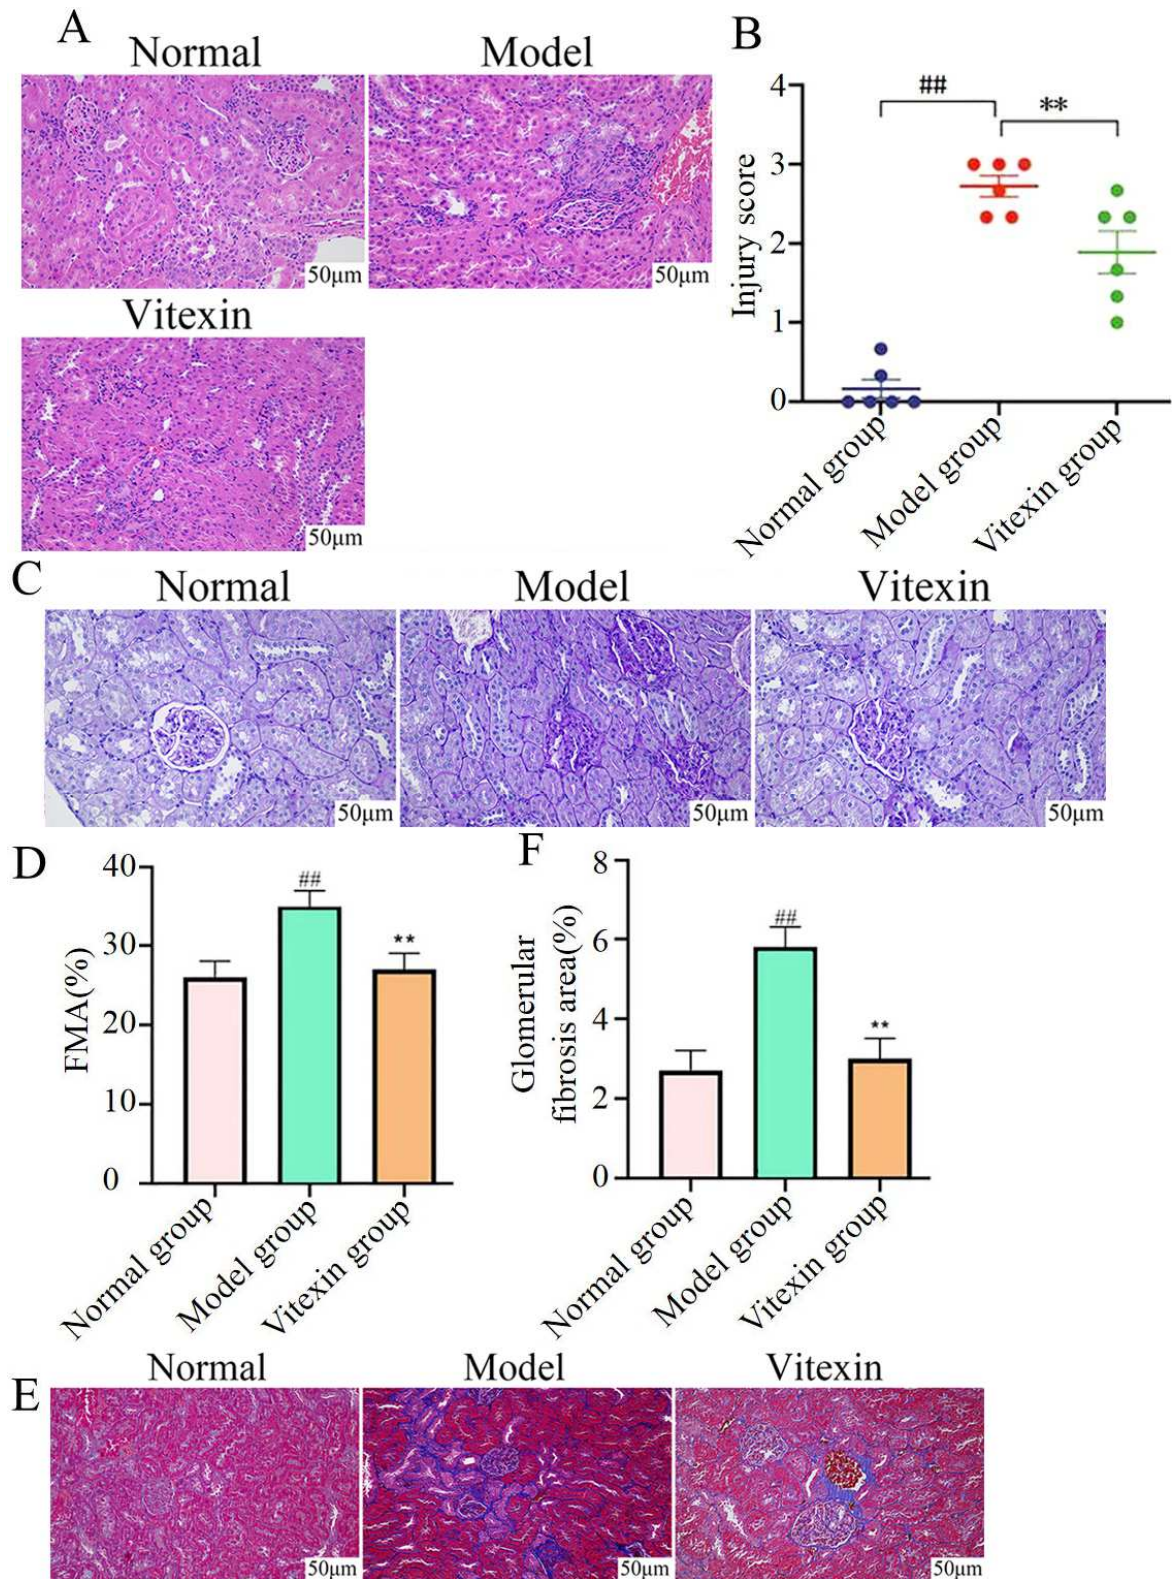 A
Normal
Model
50μm
50μm
Vitexin
50μm
B
Injury score
4
3
2
1
0
##
**
Normal group
Model group
Vitexin group
C
Normal
Model
Vitexin
50μm
50μm
50μm
D
FMA(%)
40
30
20
10
0
##
**
Normal group
Model group
Vitexin group
F
Glomerular
fibrosis area(%)
8
6
4
2
0
##
**
Normal group
Model group
Vitexin group
E
Normal
Model
Vitexin
50μm
50μm
50μm